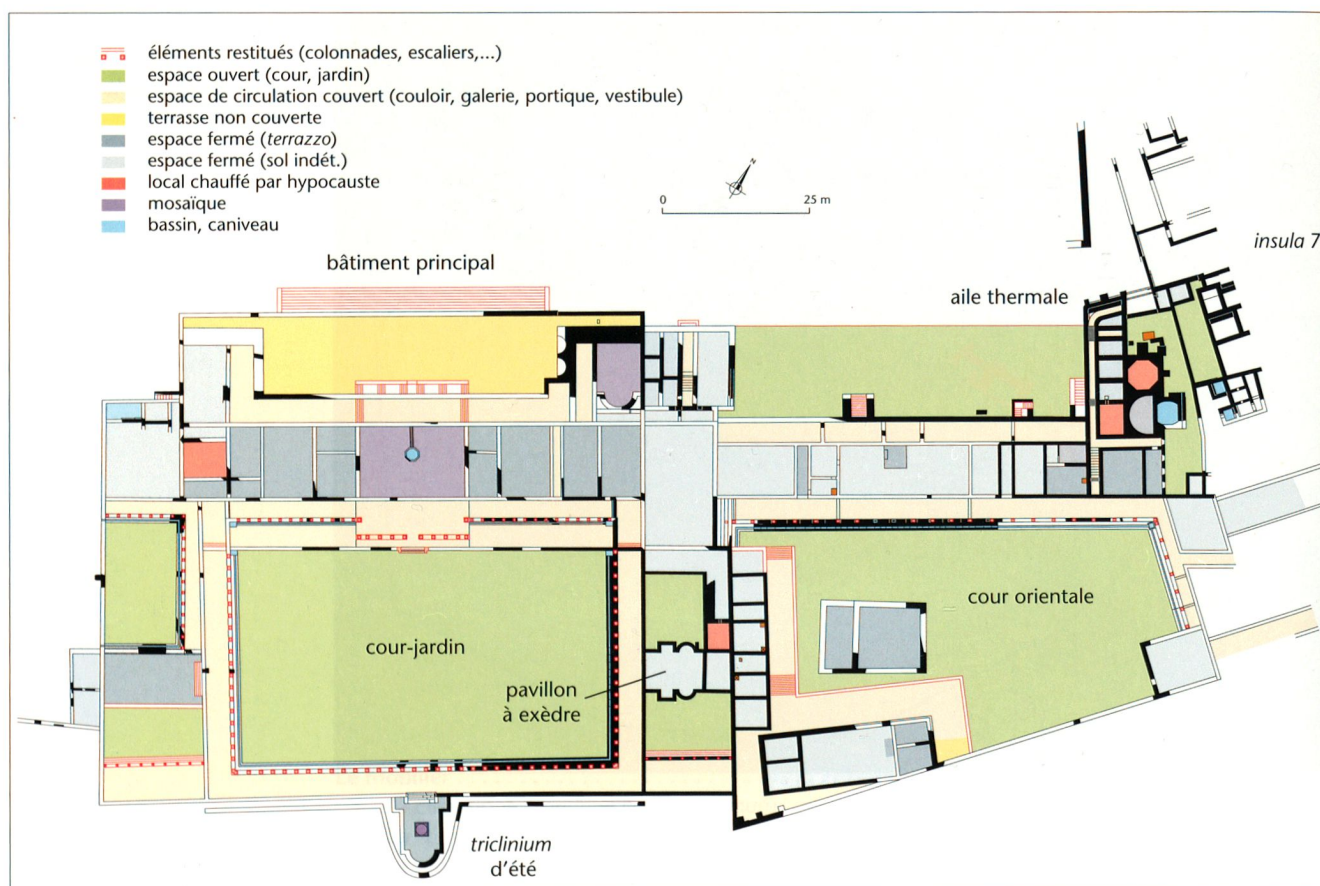 éléments restitués (colonnades, escaliers,...)
espace ouvert (cour, jardin)
espace de circulation couvert (couloir, galerie, portique, vestibule)
terrasse non couverte
espace fermé (terrazzo)
espace fermé (sol indét.)
local chauffé par hypocauste
mosaïque
bassin, caniveau
N
0 25 m
insula 7
bâtiment principal
aile thermale
cour orientale
cour-jardin
pavillon
à exèdre
triclinium
d'été